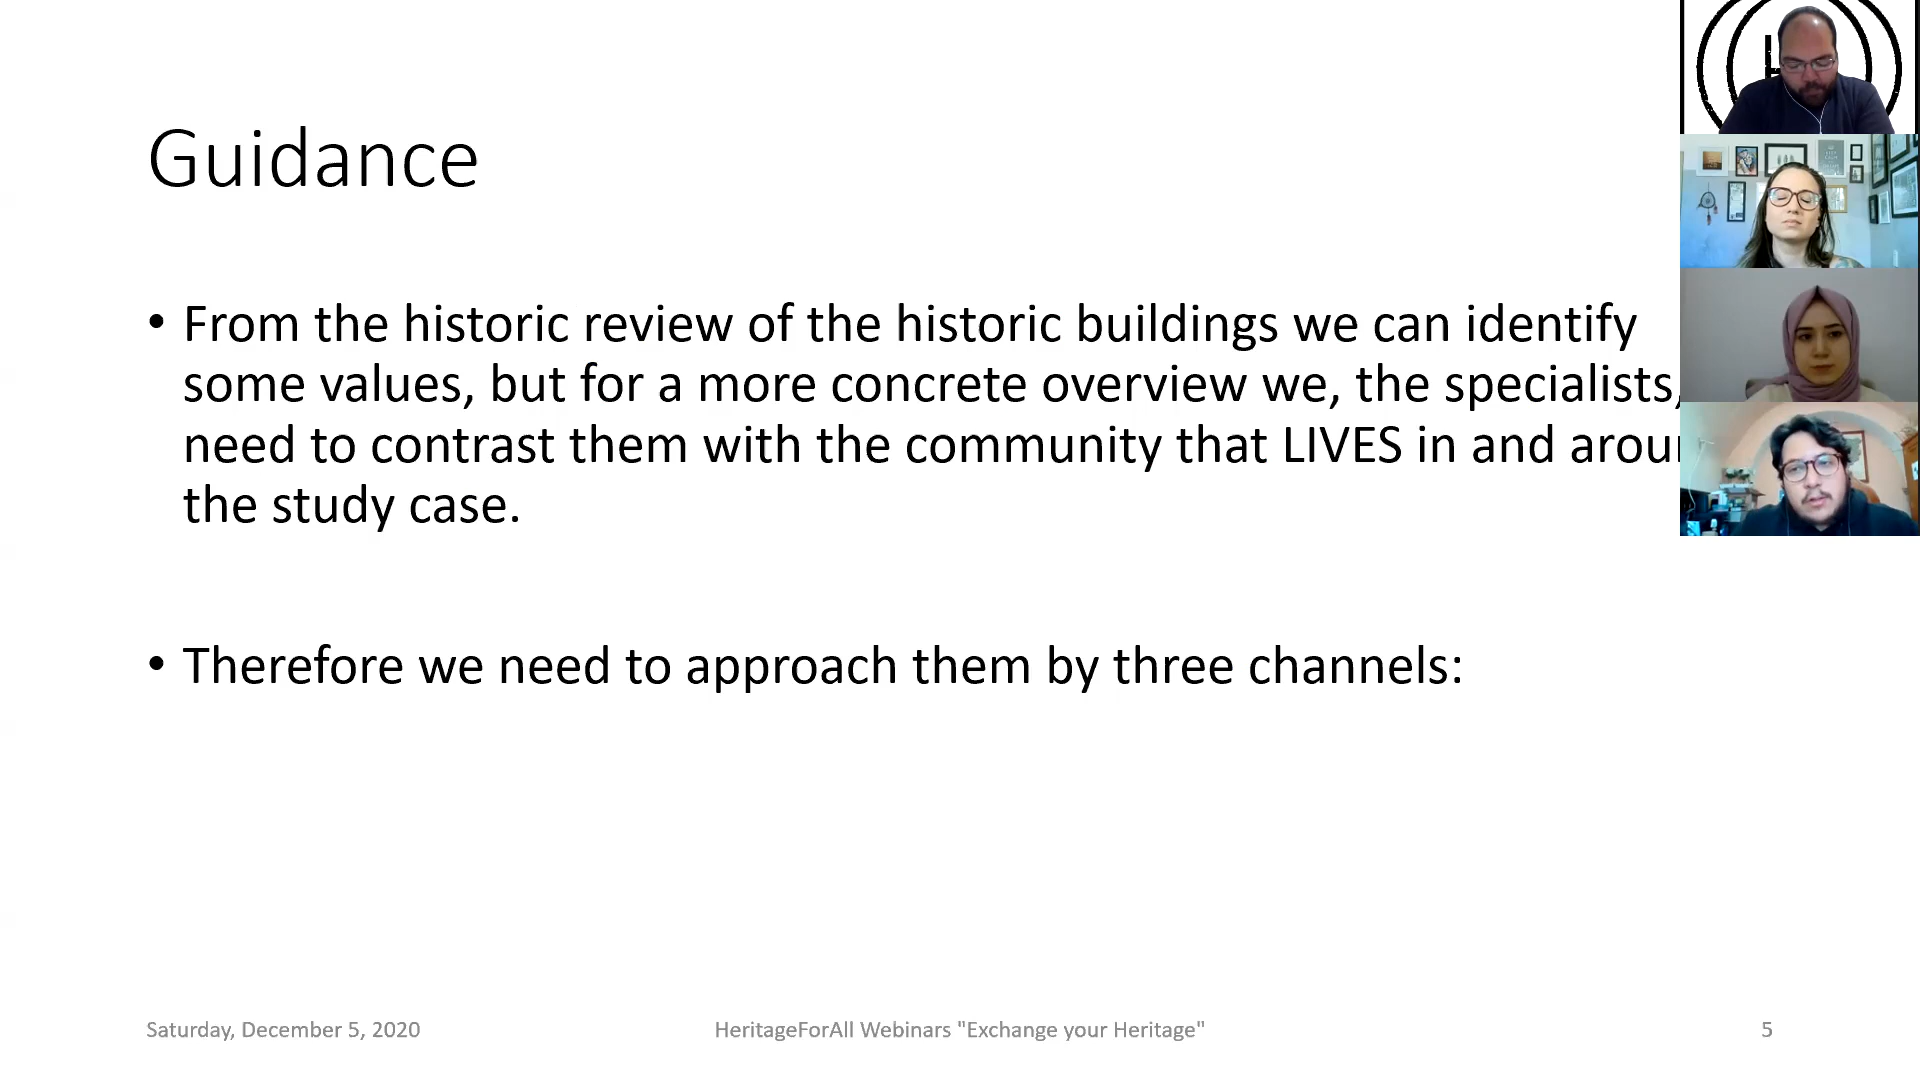 Guidance
• From the historic review of the historic buildings we can identify
some values, but for a more concrete overview we, the specialists,
need to contrast them with the community that LIVES in and
the study case.
• Therefore we need to approach them by three channels:
Saturday, December 5, 2020
HeritageForAll Webinars "Exchange your Heritage"
5